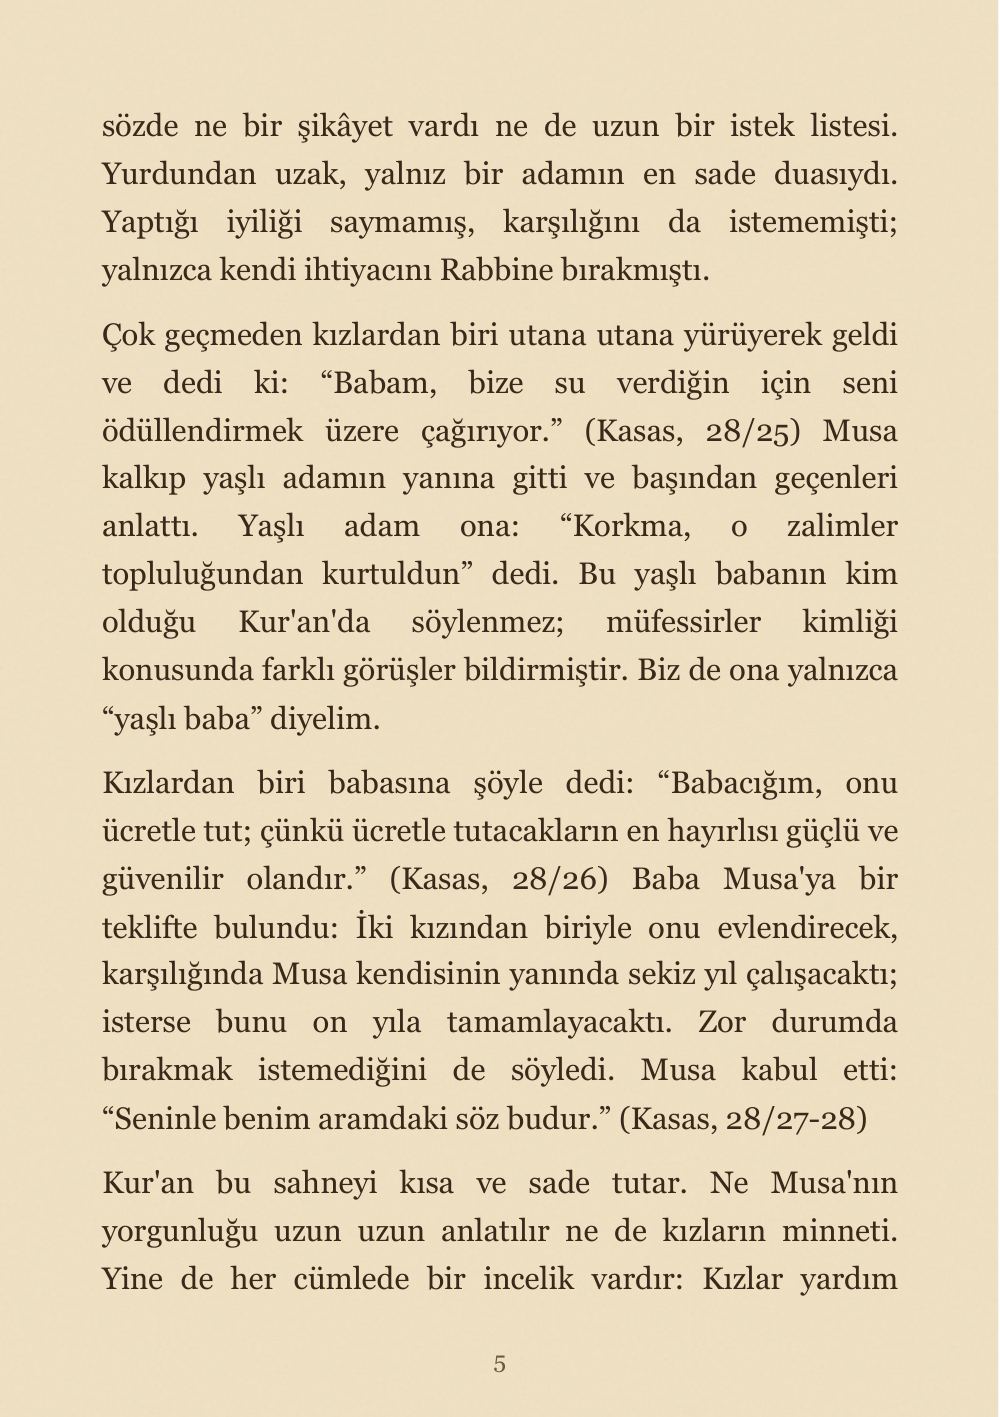 sözde ne bir şikâyet vardı ne de uzun bir istek listesi.
Yurdundan uzak, yalnız bir adamın en sade duasıydı.
Yaptığı iyiliği saymamış, karşılığını da istememişti;
yalnızca kendi ihtiyacını Rabbine bırakmıştı.
Çok geçmeden kızlardan biri utana utana yürüyerek geldi
ve dedi ki: “Babam, bize su verdiğin için seni
ödüllendirmek üzere çağırıyor.” (Kasas, 28/25) Musa
kalkıp yaşlı adamın yanına gitti ve başından geçenleri
anlattı. Yaşlı adam ona: “Korkma, o zalimler
topluluğundan kurtuldun” dedi. Bu yaşlı babanın kim
olduğu Kur'an'da söylenmez; müfessirler kimliği
konusunda farklı görüşler bildirmiştir. Biz de ona yalnızca
“yaşlı baba” diyelim.
Kızlardan biri babasına şöyle dedi: “Babacığım, onu
ücretle tut; çünkü ücretle tutacakların en hayırlısı güçlü ve
güvenilir olandır.” (Kasas, 28/26) Baba Musa'ya bir
teklifte bulundu: İki kızından biriyle onu evlendirecek,
karşılığında Musa kendisinin yanında sekiz yıl çalışacaktı;
isterse bunu on yıla tamamlayacaktı. Zor durumda
bırakmak istemediğini de söyledi. Musa kabul etti:
“Seninle benim aramdaki söz budur.” (Kasas, 28/27-28)
Kur'an bu sahneyi kısa ve sade tutar. Ne Musa'nın
yorgunluğu uzun uzun anlatılır ne de kızların minneti.
Yine de her cümlede bir incelik vardır: Kızlar yardım
5